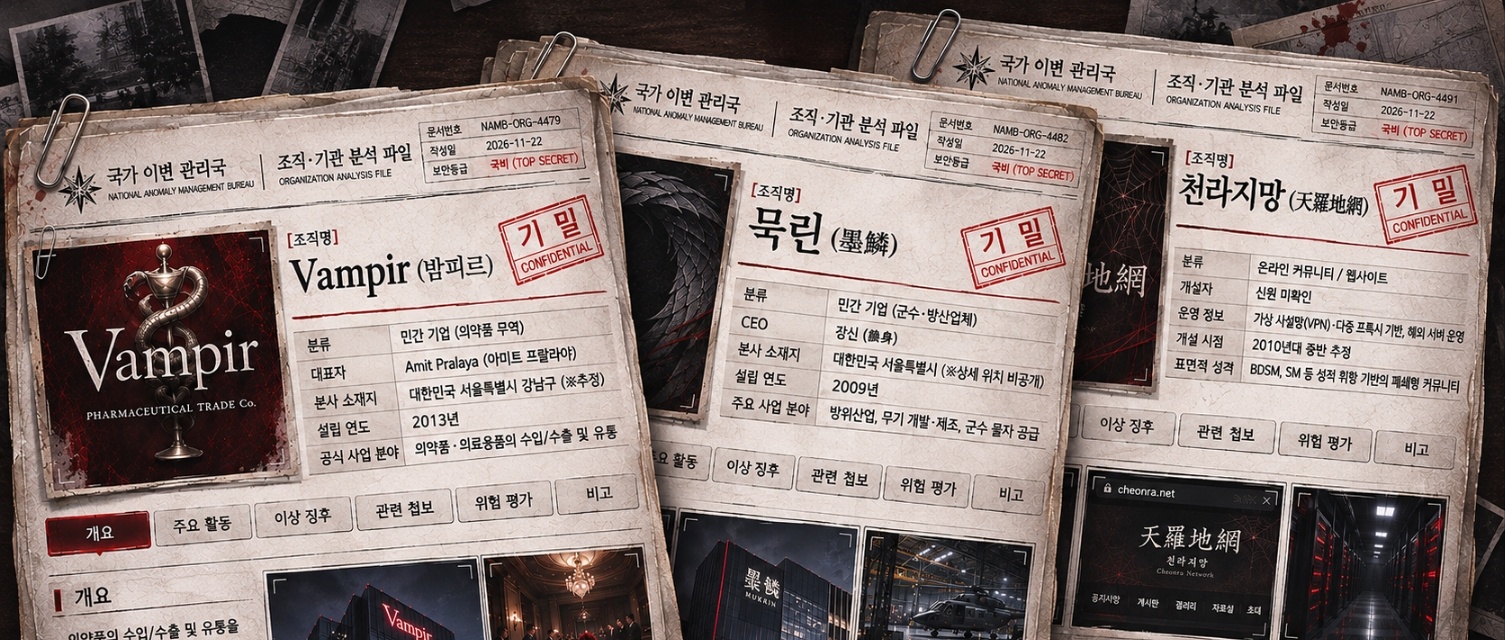 국가 이변 관리국
NATIONAL ANOMALY MANAGEMENT BUREAU
조직·기관 분석 파일
ORGANIZATION ANALYSIS FILE
문서번호 NAMB-ORG-4479
작성일 2026-11-22
보안등급 국비 (TOP SECRET)
Vampir
PHARMACEUTICAL TRADE Co.
[조직명]
Vampir (밤피르)
기밀
CONFIDENTIAL
분류 민간 기업 (의약품 무역)
대표자 Amit Pralaya (아미트 프랄라야)
본사 소재지 대한민국 서울특별시 강남구 (※추정)
설립 연도 2013년
공식 사업 분야 의약품·의료용품의 수입/수출 및 유통
개요 주요 활동 이상 징후 관련 첩보 위험 평가 비고
개요
의약품의 수입/수출 및 유통을
Vampir
국가 이변 관리국
NATIONAL ANOMALY MANAGEMENT BUREAU
조직·기관 분석 파일
ORGANIZATION ANALYSIS FILE
문서번호 NAMB-ORG-4482
작성일 2026-11-22
보안등급 국비 (TOP SECRET)
[조직명]
묵린 (墨鱗)
기밀
CONFIDENTIAL
분류 민간 기업 (군수·방산업체)
CEO 장신
본사 소재지 대한민국 서울특별시 (※상세 위치 비공개)
설립 연도 2009년
주요 사업 분야 방위산업, 무기 개발·제조, 군수 물자 공급
요 활동 이상 징후 관련 첩보 위험 평가 비고
MUKRIN
국가 이변 관리국
NATIONAL ANOMALY MANAGEMENT BUREAU
조직·기관 분석 파일
ORGANIZATION ANALYSIS FILE
문서번호 NAMB-ORG-4491
작성일 2026-11-22
보안등급 국비 (TOP SECRET)
地網
[조직명]
천라지망 (天羅地網)
기밀
CONFIDENTIAL
분류 온라인 커뮤니티 / 웹사이트
개설자 신원 미확인
운영 정보 가상 사설망(VPN)·다중 프록시 기반, 해외 서버 운영
개설 시점 2010년대 중반 추정
표면적 성격 BDSM, SM 등 성적 취향 기반의 폐쇄형 커뮤니티
이상 징후 관련 첩보 위험 평가 비고
cheonra.net
天羅地網
천라지망
Cheonra Network
공지사항 게시판 갤러리 자료실 초대